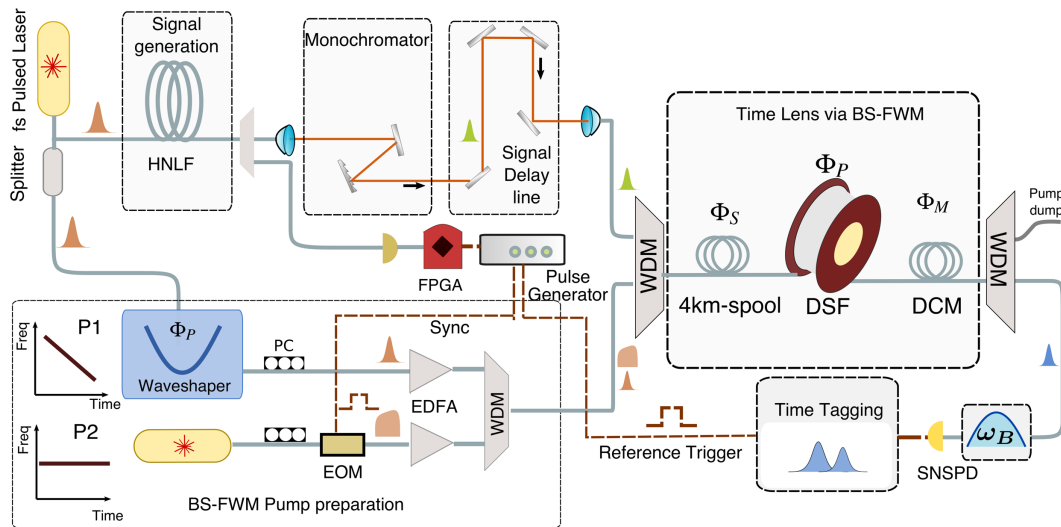 fs Pulsed Laser
Splitter
Signal
generation
HNLF
Monochromator
Signal
Delay
line
Time Lens via BS-FWM
Φ_S
Φ_P
Φ_M
4km-spool
DSF
DCM
WDM
WDM
Pump
dump
FPGA
Pulse
Generator
Sync
P1
Freq
Time
Φ_P
Waveshaper
PC
EDFA
WDM
P2
Freq
Time
EOM
BS-FWM Pump preparation
Reference Trigger
Time Tagging
SNSPD
ω_B